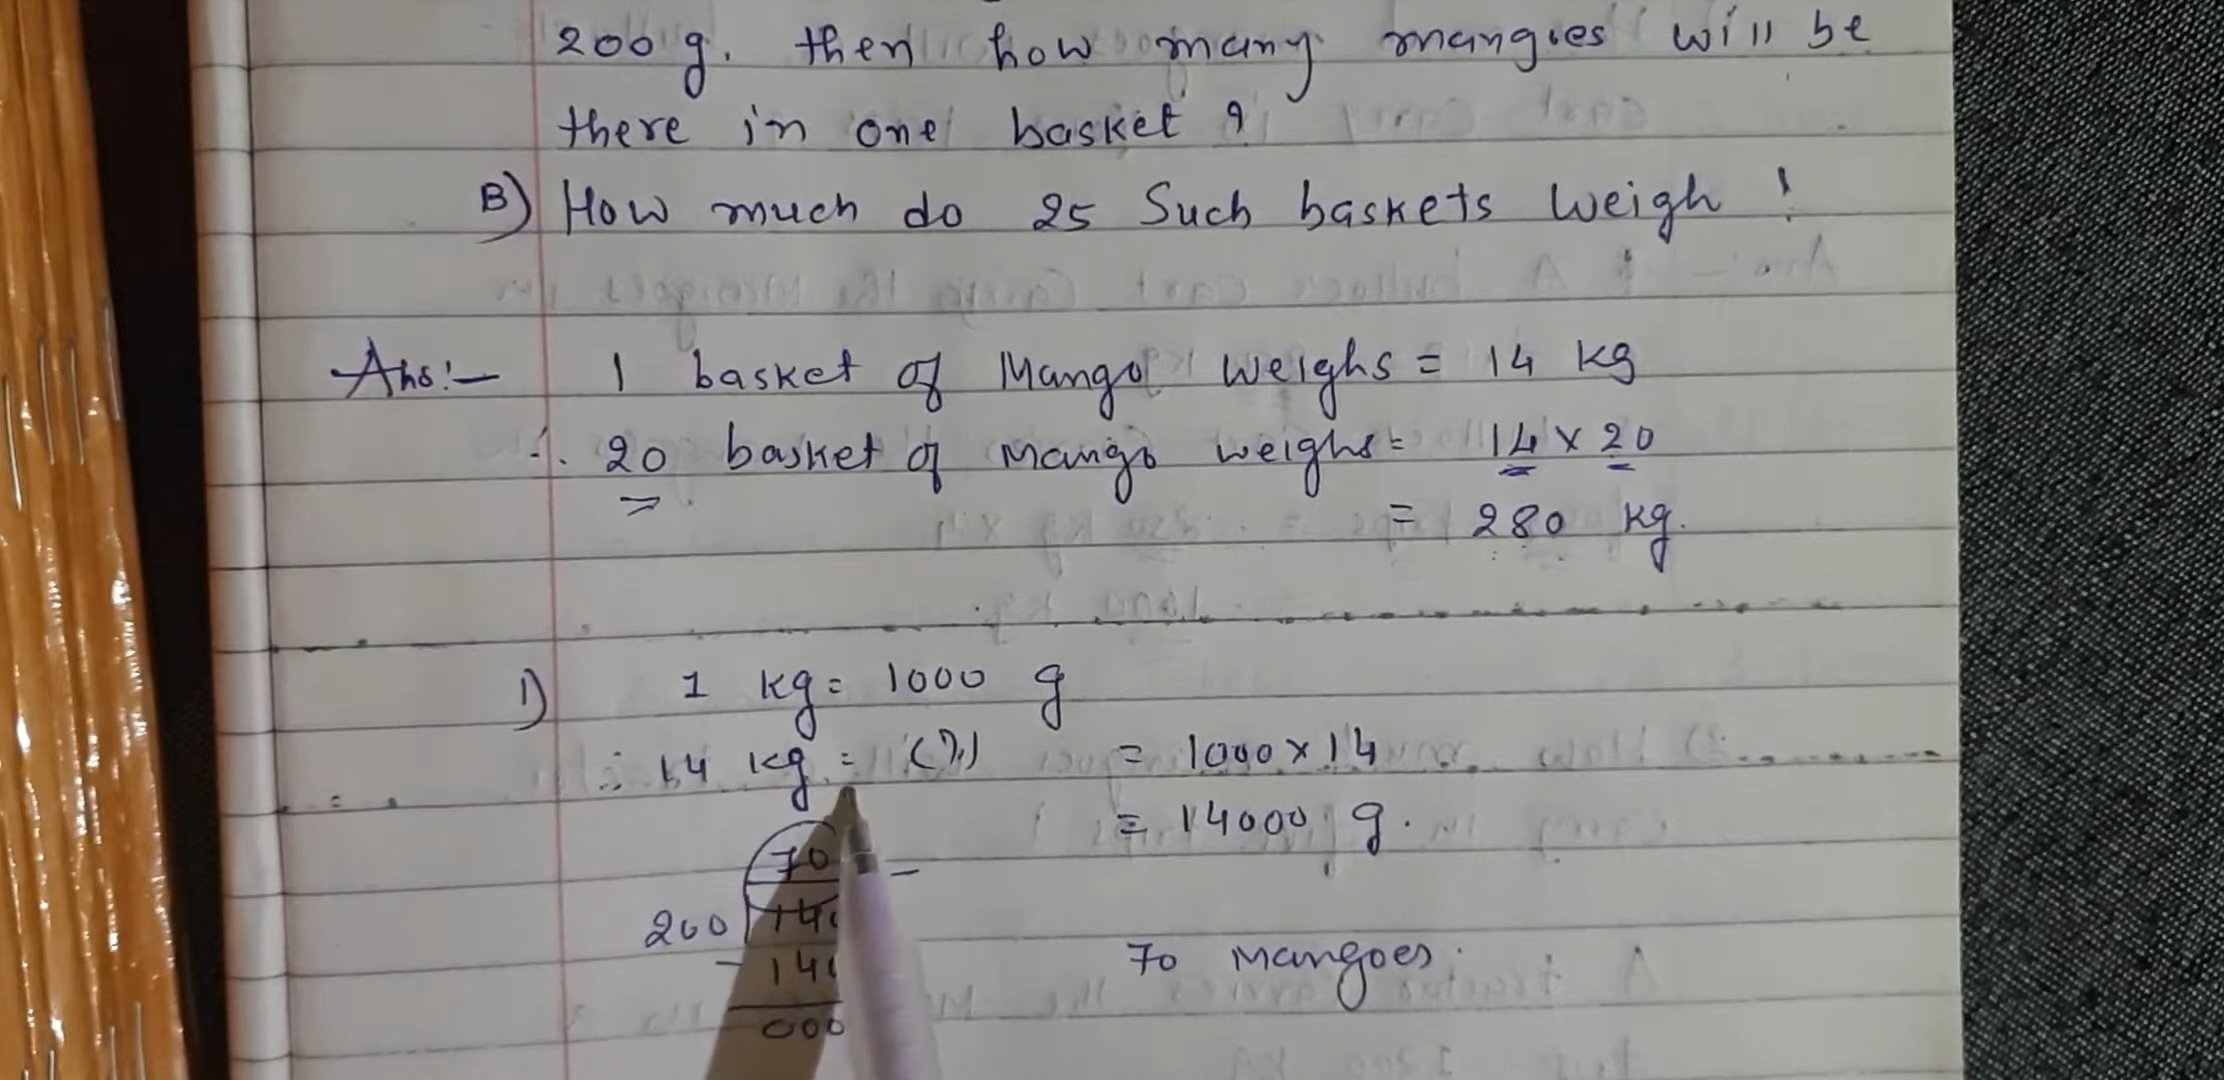 200 g. then how many mangoes will be
there in one basket ?
B) How much do 25 Such baskets weigh !
Ans:- 1 basket of Mango weighs = 14 kg
∴ 20 basket of Mango weighs = 14 x 20
= 280 kg.
1) 1 kg = 1000 g
∴ 14 kg = (?) = 1000 x 14
= 14000 g.
70
200
000
70 Mangoes.